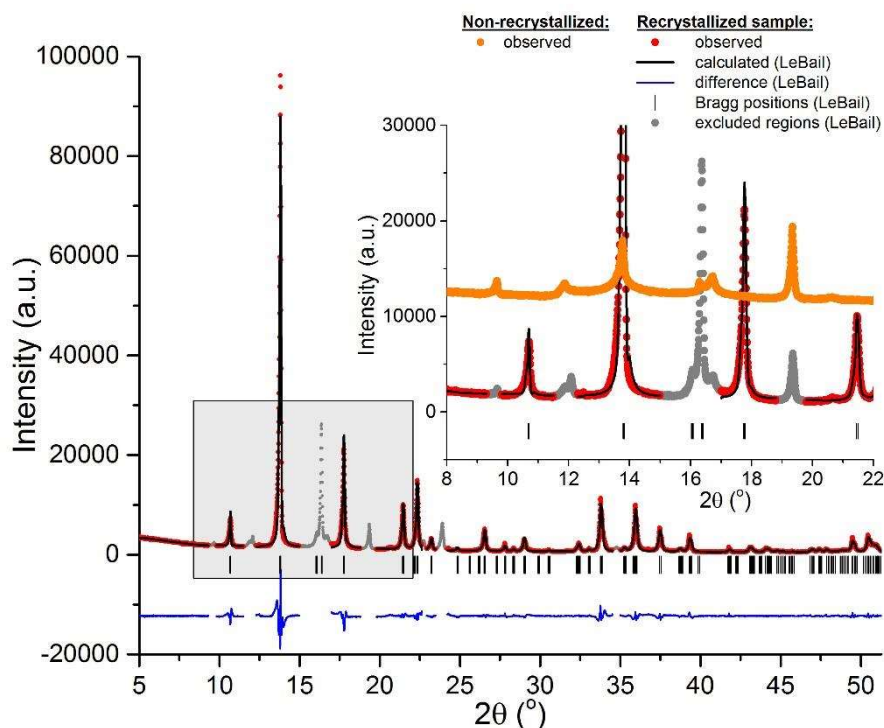 Non-recrystallized:
observed
Recrystallized sample:
observed
calculated (LeBail)
difference (LeBail)
Bragg positions (LeBail)
excluded regions (LeBail)
100000
80000
60000
40000
20000
0
-20000
Intensity (a.u.)
5 10 15 20 25 30 35 40 45 50
2θ (°)
30000
20000
10000
0
Intensity (a.u.)
8 10 12 14 16 18 20 22
2θ (°)